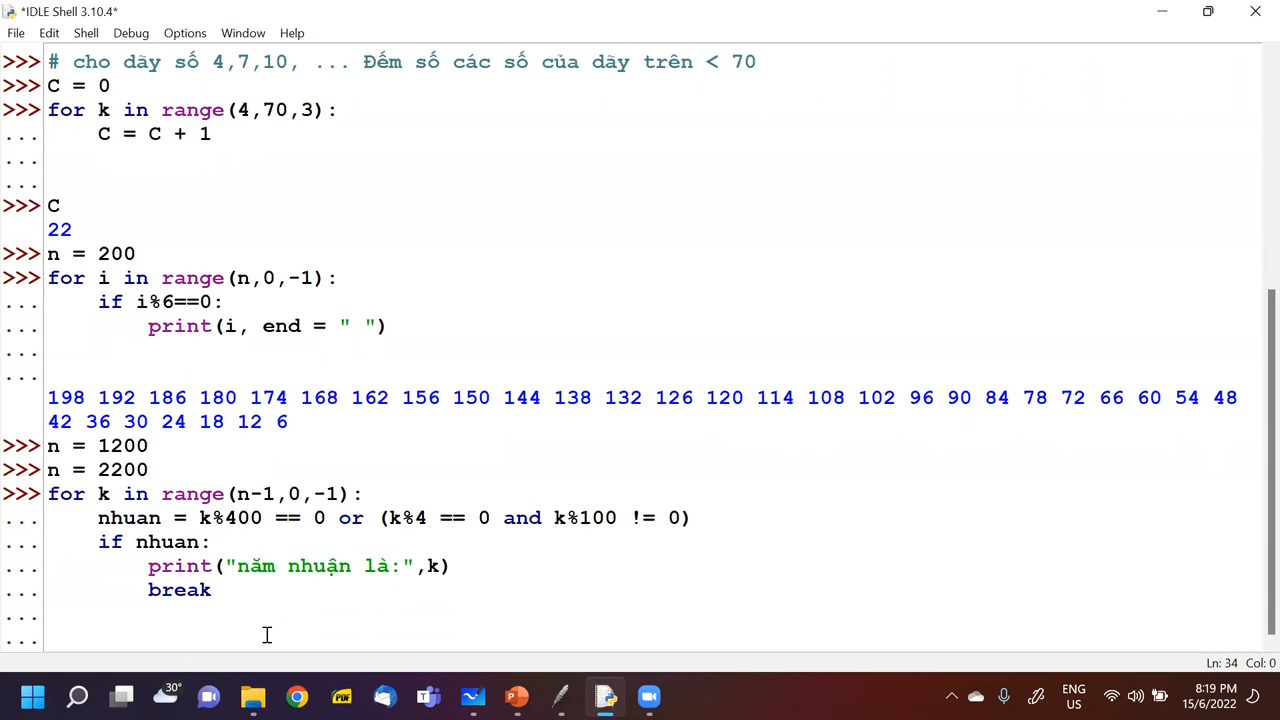 *IDLE Shell 3.10.4*
File Edit Shell Debug Options Window Help
>>> # cho dãy số 4,7,10, ... Đếm số các số của dãy trên < 70
>>> C = 0
>>> for k in range(4,70,3):
...     C = C + 1
...
...
>>> C
22
>>> n = 200
>>> for i in range(n,0,-1):
...     if i%6==0:
...         print(i, end = " ")
...
...
198 192 186 180 174 168 162 156 150 144 138 132 126 120 114 108 102 96 90 84 78 72 66 60 54 48
42 36 30 24 18 12 6
>>> n = 1200
>>> n = 2200
>>> for k in range(n-1,0,-1):
...     nhuan = k%400 == 0 or (k%4 == 0 and k%100 != 0)
...     if nhuan:
...         print("năm nhuận là:",k)
...         break
...
...
Ln: 34 Col: 0
30°
PDF
ENG
US
8:19 PM
15/6/2022